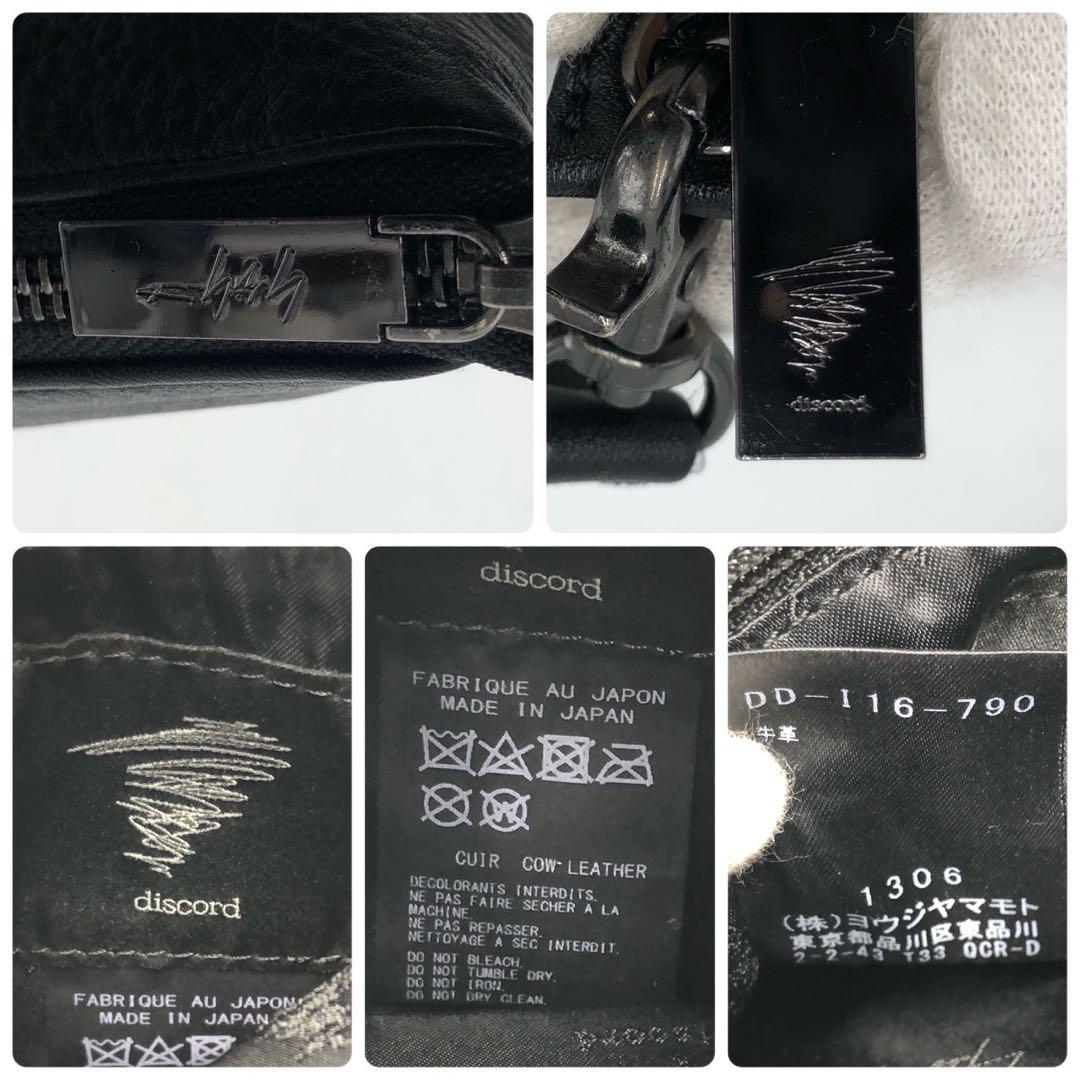 discord
discord
FABRIQUE AU JAPON
MADE IN JAPAN
discord
FABRIQUE AU JAPON
MADE IN JAPAN
CUIR COW-LEATHER
DECOLORANTS INTERDITS.
NE PAS FAIRE SECHER A LA
MACHINE.
NE PAS REPASSER.
NETTOYAGE A SEC INTERDIT.
DO NOT BLEACH.
DO NOT TUMBLE DRY.
DO NOT IRON.
DO NOT DRY CLEAN.
DD-I16-790
牛革
1306
(株)ヨウジヤマモト
東京都品川区東品川
2-2-43 T33 QCR-D